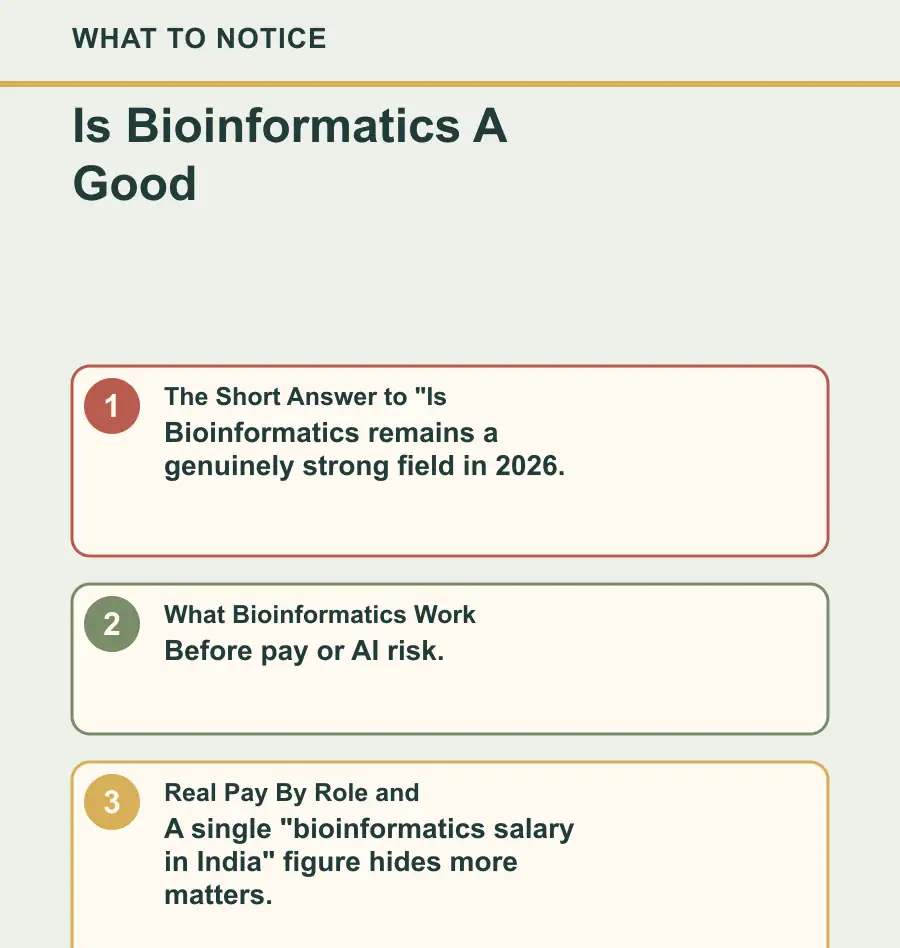 WHAT TO NOTICE
Is Bioinformatics A
Good
1
The Short Answer to "Is
Bioinformatics remains a
genuinely strong field in 2026.
2
What Bioinformatics Work
Before pay or AI risk.
3
Real Pay By Role and
A single "bioinformatics salary
in India" figure hides more
matters.